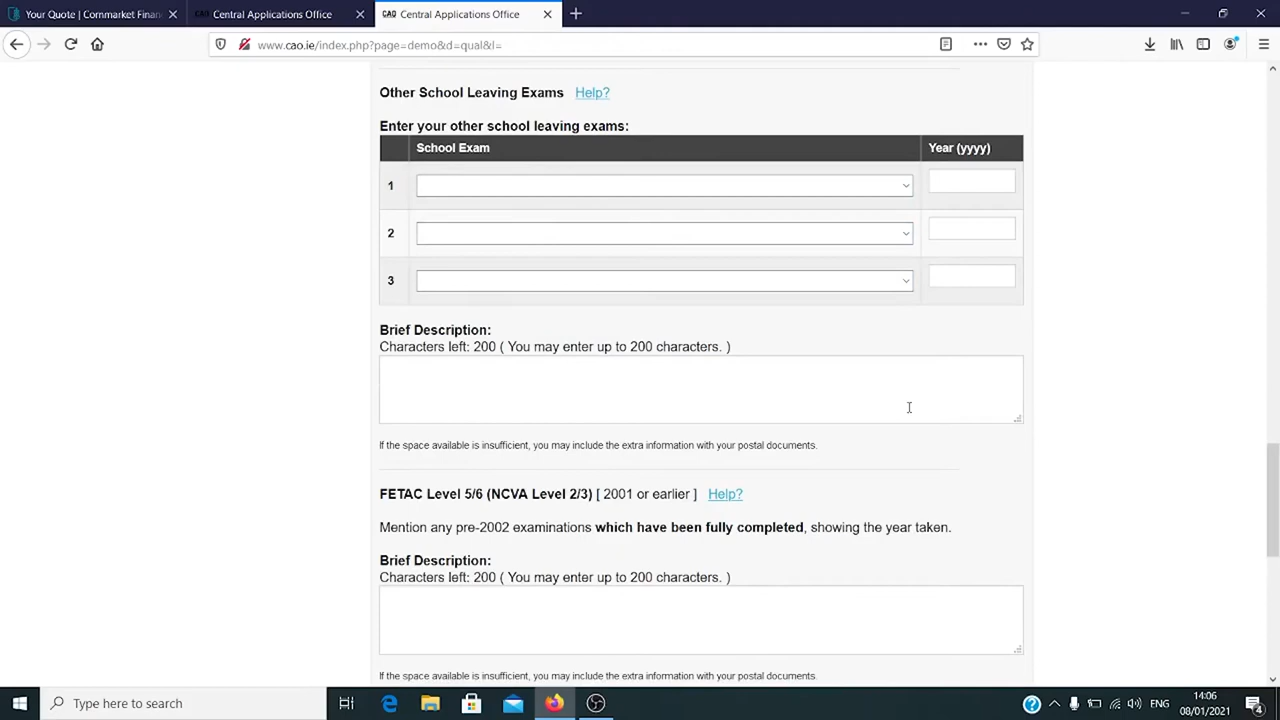 Your Quote | Cornmarket Finan
CAO Central Applications Office
CAO Central Applications Office
www.cao.ie/index.php?page=demo&d=qual&l=
Other School Leaving Exams Help?
Enter your other school leaving exams:
School Exam Year (yyyy)
1
2
3
Brief Description:
Characters left: 200 ( You may enter up to 200 characters. )
If the space available is insufficient, you may include the extra information with your postal documents.
FETAC Level 5/6 (NCVA Level 2/3) [ 2001 or earlier ] Help?
Mention any pre-2002 examinations which have been fully completed, showing the year taken.
Brief Description:
Characters left: 200 ( You may enter up to 200 characters. )
If the space available is insufficient, you may include the extra information with your postal documents.
Type here to search
ENG
14:06
08/01/2021
4